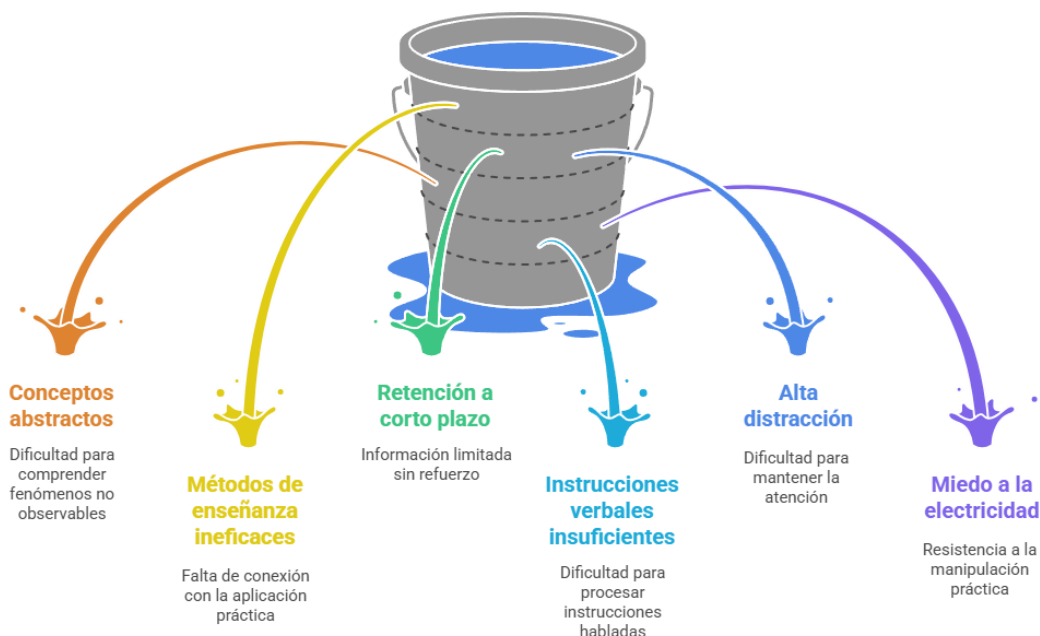 Conceptos
abstractos
Dificultad para
comprender
fenómenos no
observables
Métodos de
enseñanza
ineficaces
Falta de conexión
con la aplicación
práctica
Retención a
corto plazo
Información limitada
sin refuerzo
Instrucciones
verbales
insuficientes
Dificultad para
procesar
instrucciones
habladas
Alta
distracción
Dificultad para
mantener la
atención
Miedo a la
electricidad
Resistencia a la
manipulación
práctica